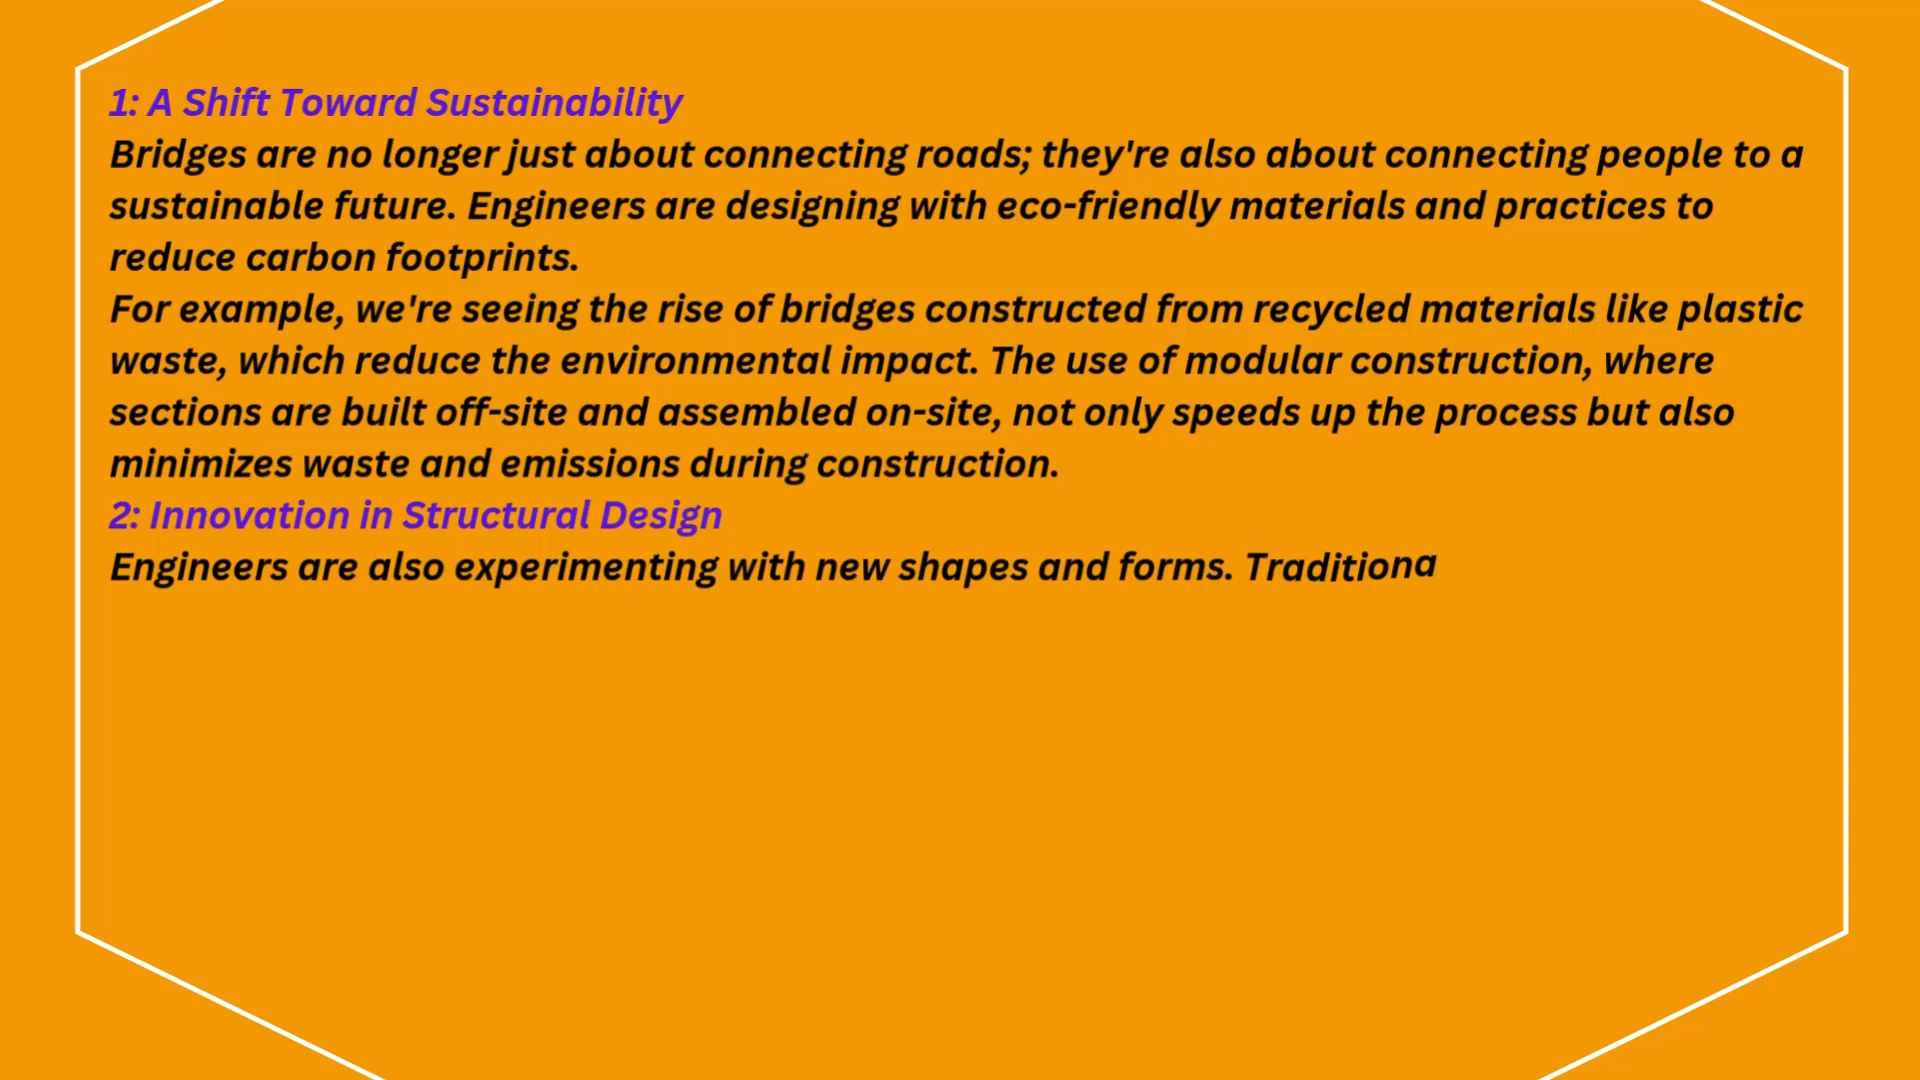 1: A Shift Toward Sustainability
Bridges are no longer just about connecting roads; they're also about connecting people to a
sustainable future. Engineers are designing with eco-friendly materials and practices to
reduce carbon footprints.
For example, we're seeing the rise of bridges constructed from recycled materials like plastic
waste, which reduce the environmental impact. The use of modular construction, where
sections are built off-site and assembled on-site, not only speeds up the process but also
minimizes waste and emissions during construction.
2: Innovation in Structural Design
Engineers are also experimenting with new shapes and forms. Traditiona